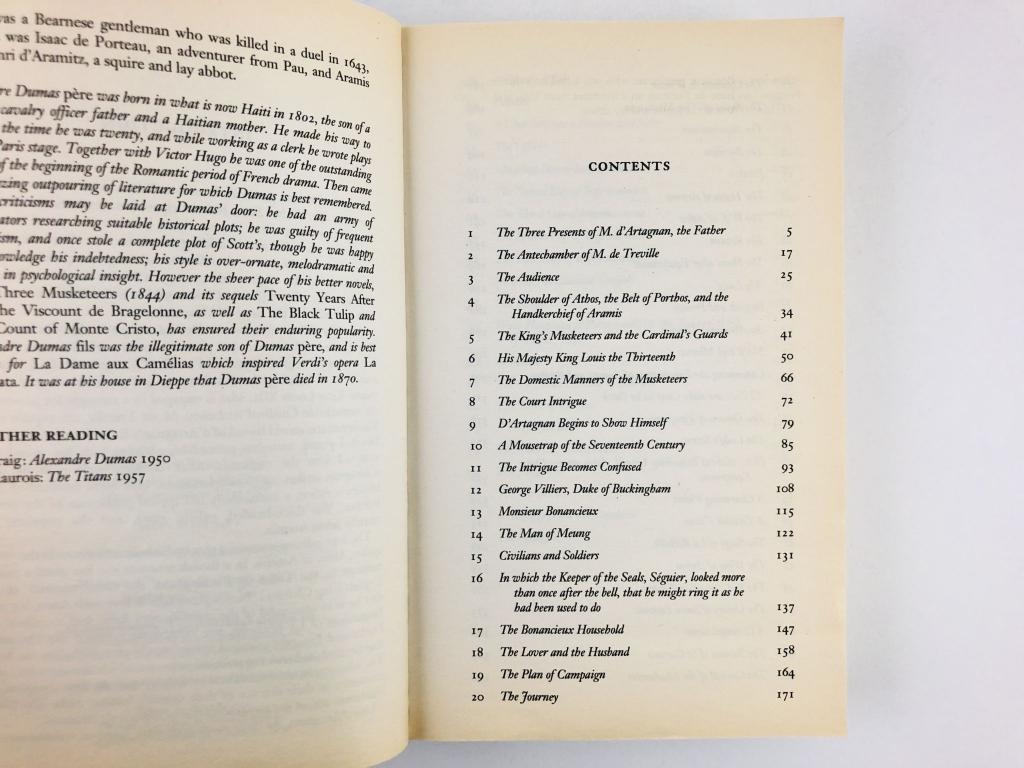 was a Bearnese gentleman who was killed in a duel in 1643,
was Isaac de Porteau, an adventurer from Pau, and Aramis
d'Aramitz, a squire and lay abbot.
Dumas père was born in what is now Haiti in 1802, the son of a
cavalry officer father and a Haitian mother. He made his way to
the time he was twenty, and while working as a clerk he wrote plays
Paris stage. Together with Victor Hugo he was one of the outstanding
of the beginning of the Romantic period of French drama. Then came
outpouring of literature for which Dumas is best remembered.
criticisms may be laid at Dumas' door: he had an army of
researching suitable historical plots; he was guilty of frequent
and once stole a complete plot of Scott's, though he was happy
his indebtedness; his style is over-ornate, melodramatic and
in psychological insight. However the sheer pace of his better novels,
Three Musketeers (1844) and its sequels Twenty Years After
The Viscount de Bragelonne, as well as The Black Tulip and
Count of Monte Cristo, has ensured their enduring popularity.
Dumas fils was the illegitimate son of Dumas père, and is best
for La Dame aux Camélias which inspired Verdi's opera La
It was at his house in Dieppe that Dumas père died in 1870.
THER READING
raig: Alexandre Dumas 1950
aurois: The Titans 1957
CONTENTS
1 The Three Presents of M. d'Artagnan, the Father 5
2 The Antechamber of M. de Treville 17
3 The Audience 25
4 The Shoulder of Athos, the Belt of Porthos, and the
Handkerchief of Aramis 34
5 The King's Musketeers and the Cardinal's Guards 41
6 His Majesty King Louis the Thirteenth 50
7 The Domestic Manners of the Musketeers 66
8 The Court Intrigue 72
9 D'Artagnan Begins to Show Himself 79
10 A Mousetrap of the Seventeenth Century 85
11 The Intrigue Becomes Confused 93
12 George Villiers, Duke of Buckingham 108
13 Monsieur Bonancieux 115
14 The Man of Meung 122
15 Civilians and Soldiers 131
16 In which the Keeper of the Seals, Séguier, looked more
than once after the bell, that he might ring it as he
had been used to do 137
17 The Bonancieux Household 147
18 The Lover and the Husband 158
19 The Plan of Campaign 164
20 The Journey 171